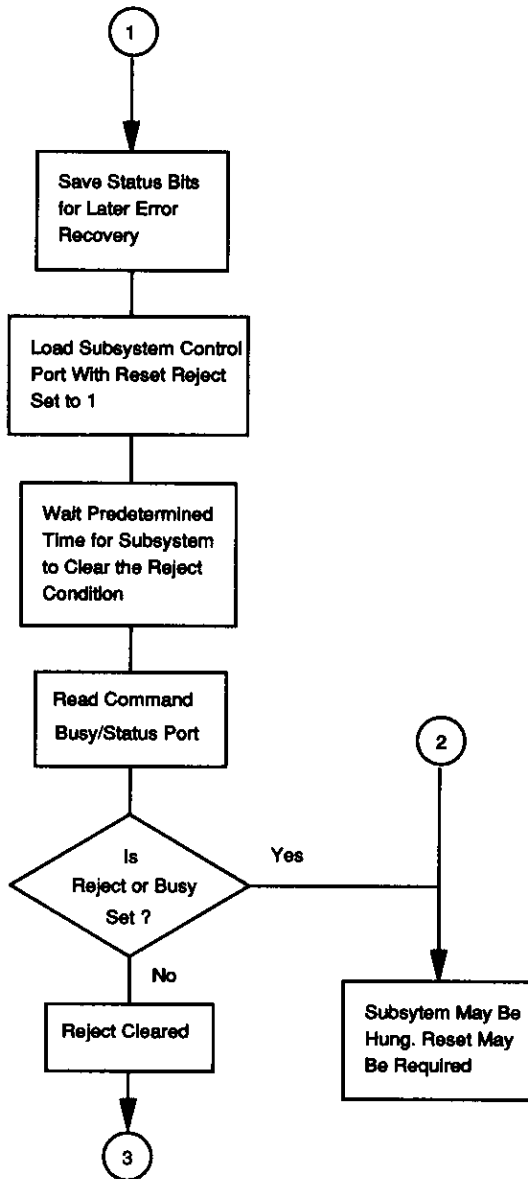 1
Save Status Bits
for Later Error
Recovery
Load Subsystem Control
Port With Reset Reject
Set to 1
Wait Predetermined
Time for Subsystem
to Clear the Reject
Condition
Read Command
Busy/Status Port
2
Is
Reject or Busy
Set ?
Yes
No
Reject Cleared
Subsytem May Be
Hung. Reset May
Be Required
3